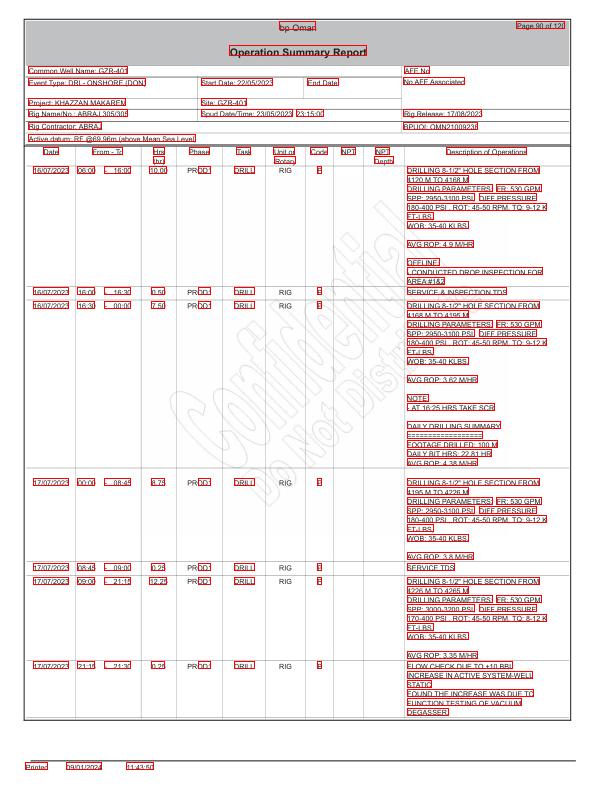 bp Oman
Page 90 of 120
Operation Summary Report
Common Well Name: GZR-401 AFE No
Event Type: DRL- ONSHORE (DON) Start Date: 22/05/2023 End Date: No AFE Associated
Project: KHAZZAN MAKAREM Site: GZR-401
Rig Name/No.: ABRAJ 305/305 Spud Date/Time: 23/05/2023 23:15:00 Rig Release: 17/08/2023
Rig Contractor: ABRAJ BPUOI: OMN21009236
Active datum: RF @69.96m (above Mean Sea Level)
Date From - To Hrs (hr) Phase Task Unit or Rotary Code NPT NPT Depth Description of Operations
16/07/2023 06:00 - 16:00 10.00 PROD1 DRILL RIG P DRILLING 8-1/2" HOLE SECTION FROM
4120 M TO 4168 M
DRILLING PARAMETERS: FR: 530 GPM
SPP: 2950-3100 PSI DIFF PRESSURE
180-400 PSI . ROT: 45-50 RPM. TQ: 9-12 K
FT-LBS
WOB: 35-40 KLBS
AVG ROP: 4.9 M/HR
OFFLINE:
- CONDUCTED DROP INSPECTION FOR
AREA #1&2
16/07/2023 16:00 - 16:30 0.50 PROD1 DRILL RIG P SERVICE & INSPECTION TDS
16/07/2023 16:30 - 00:00 7.50 PROD1 DRILL RIG P DRILLING 8-1/2" HOLE SECTION FROM
4168 M TO 4195 M
DRILLING PARAMETERS: FR: 530 GPM
SPP: 2950-3100 PSI DIFF PRESSURE
180-400 PSI . ROT: 45-50 RPM. TQ: 9-12 K
FT-LBS
WOB: 35-40 KLBS
AVG ROP: 3.62 M/HR
NOTE:
- AT 16:25 HRS TAKE SCR
DAILY DRILLING SUMMARY
==================
FOOTAGE DRILLED: 100 M
DAILY BIT HRS: 22.81 HR
AVG ROP: 4.38 M/HR
17/07/2023 00:00 - 08:45 8.75 PROD1 DRILL RIG P DRILLING 8-1/2" HOLE SECTION FROM
4195 M TO 4226 M
DRILLING PARAMETERS: FR: 530 GPM
SPP: 2950-3100 PSI DIFF PRESSURE
180-400 PSI . ROT: 45-50 RPM. TQ: 9-12 K
FT-LBS
WOB: 35-40 KLBS
AVG ROP: 3.8 M/HR
17/07/2023 08:45 - 09:00 0.25 PROD1 DRILL RIG P SERVICE TDS
17/07/2023 09:00 - 21:15 12.25 PROD1 DRILL RIG P DRILLING 8-1/2" HOLE SECTION FROM
4226 M TO 4265 M
DRILLING PARAMETERS: FR: 530 GPM
SPP: 3000-3200 PSI DIFF PRESSURE
170-400 PSI . ROT: 45-50 RPM. TQ: 8-12 K
FT-LBS
WOB: 35-40 KLBS
AVG ROP: 3.35 M/HR
17/07/2023 21:15 - 21:30 0.25 PROD1 DRILL RIG P FLOW CHECK DUE TO +10 BBL
INCREASE IN ACTIVE SYSTEM-WELL
STATIC
FOUND THE INCREASE WAS DUE TO
FUNCTION TESTING OF VACUUM
DEGASSER
Confidential
Do Not Distri
Printed 09/01/2024 11:43:50